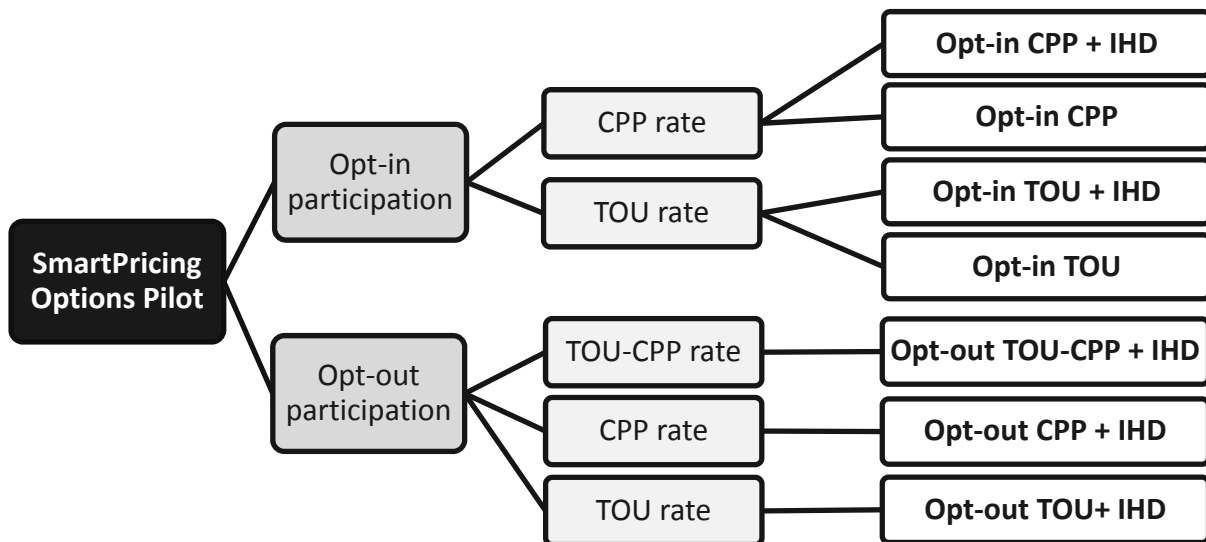 SmartPricing
Options Pilot
Opt-in
participation
CPP rate
Opt-in CPP + IHD
Opt-in CPP
TOU rate
Opt-in TOU + IHD
Opt-in TOU
Opt-out
participation
TOU-CPP rate
Opt-out TOU-CPP + IHD
CPP rate
Opt-out CPP + IHD
TOU rate
Opt-out TOU+ IHD